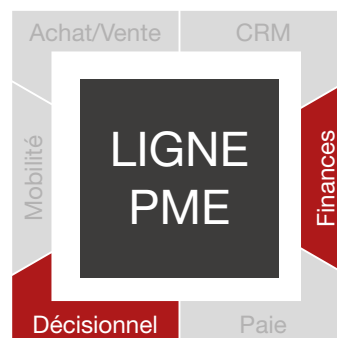 Achat/Vente
CRM
Mobilité
LIGNE
PME
Finances
Décisionnel
Paie